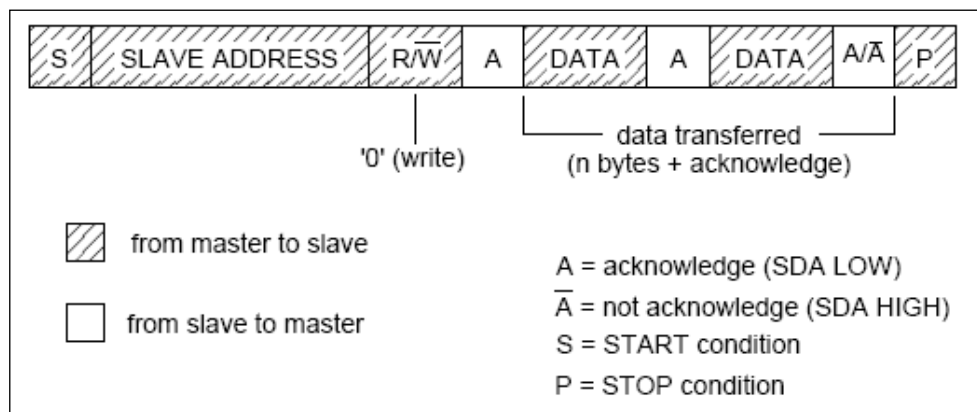 S SLAVE ADDRESS R/W̅ A DATA A DATA A/A̅ P
'0' (write)
data transferred
(n bytes + acknowledge)
from master to slave
from slave to master
A = acknowledge (SDA LOW)
A̅ = not acknowledge (SDA HIGH)
S = START condition
P = STOP condition